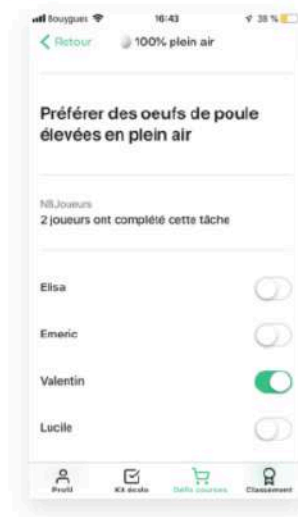 Bouygues 16:43 38 %
Retour 100% plein air
Préférer des oeufs de poule
élevées en plein air
NBJoueurs
2 joueurs ont complété cette tâche
Elisa
Emeric
Valentin
Lucile
Profil Kit écolo Défis courses Classement